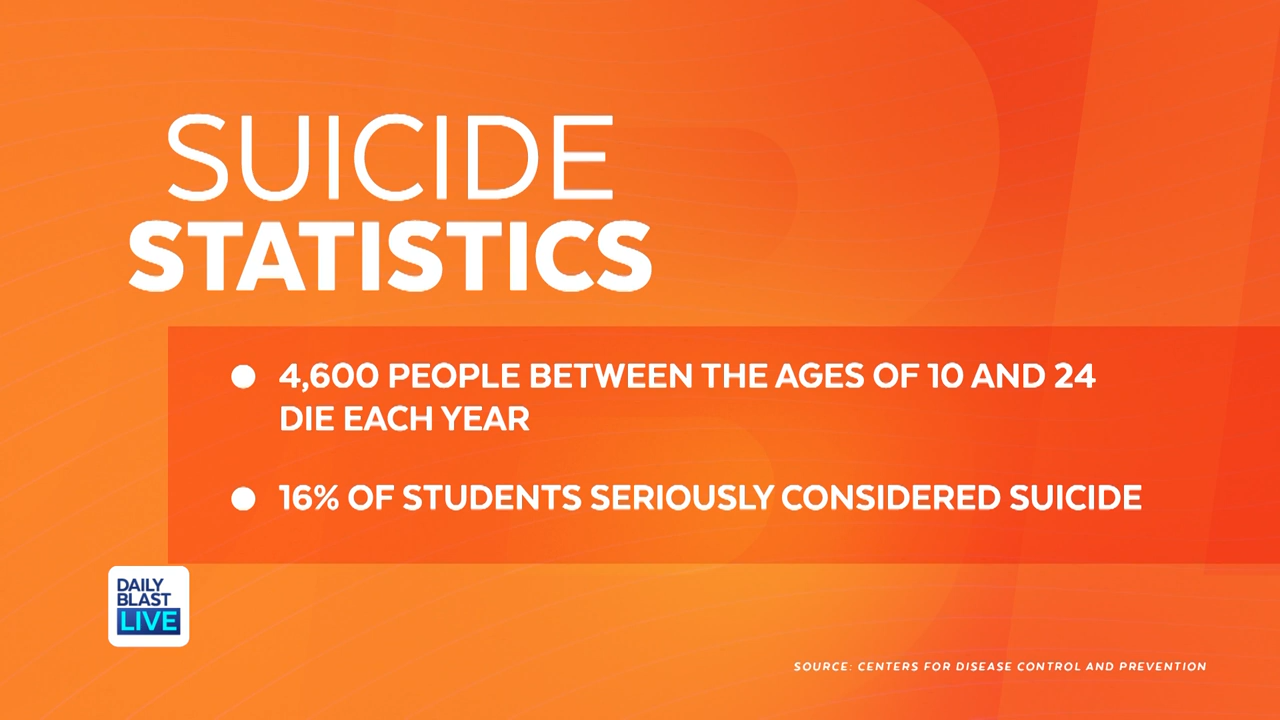 SUICIDE
STATISTICS
4,600 PEOPLE BETWEEN THE AGES OF 10 AND 24
DIE EACH YEAR
16% OF STUDENTS SERIOUSLY CONSIDERED SUICIDE
DAILY
BLAST
LIVE
SOURCE: CENTERS FOR DISEASE CONTROL AND PREVENTION